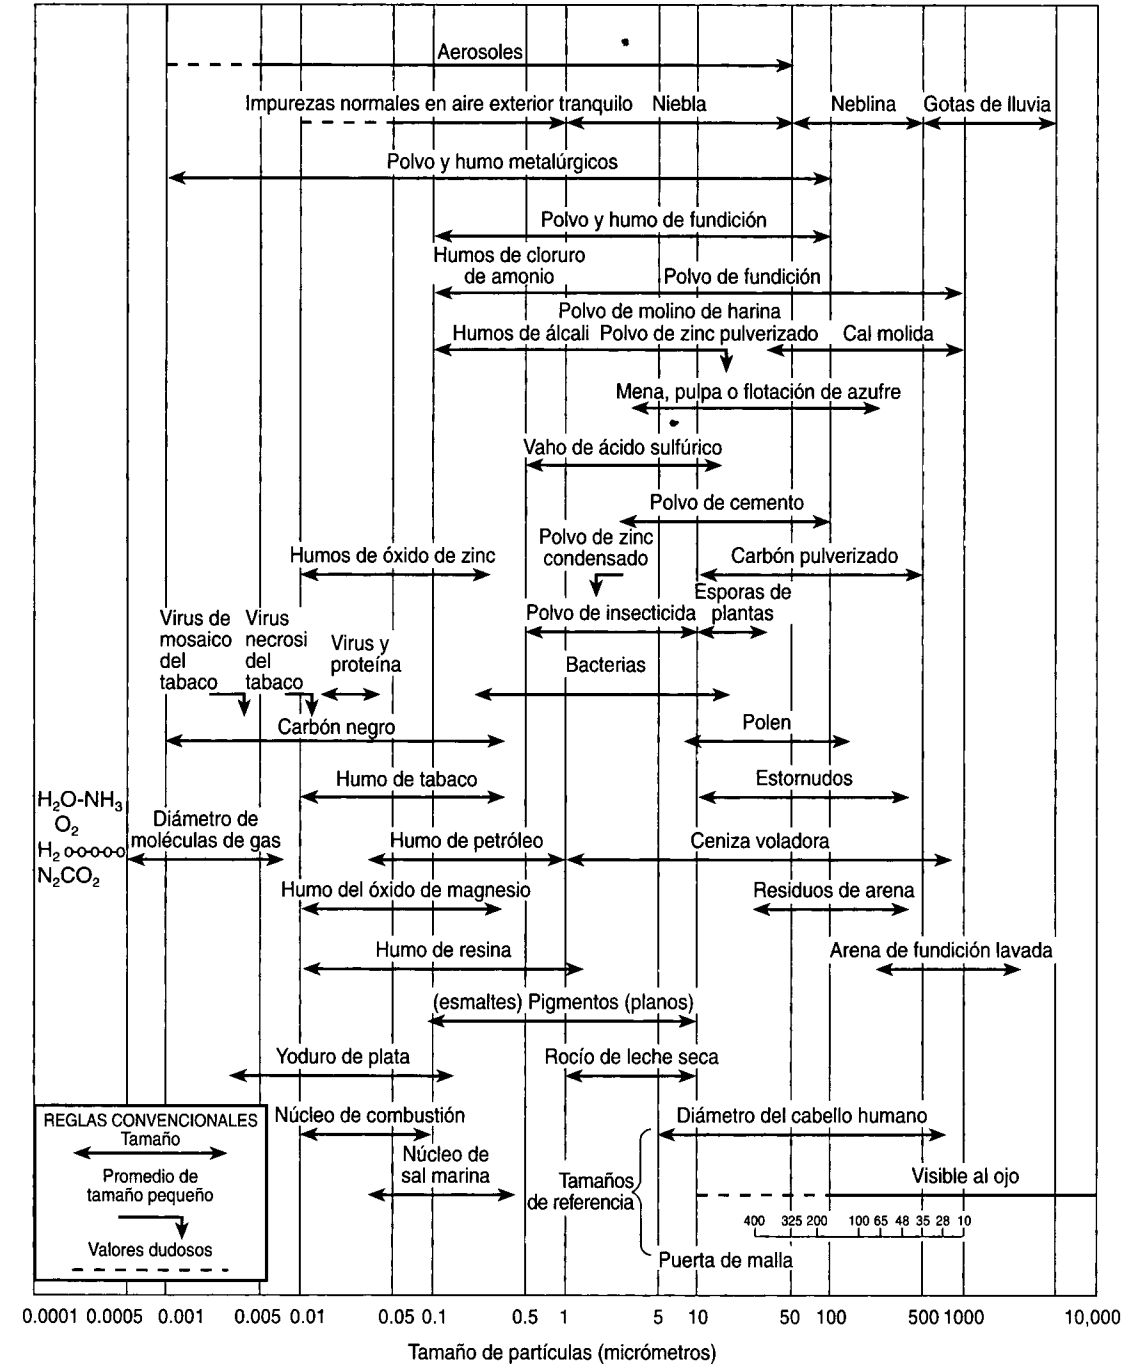 Aerosoles
Impurezas normales en aire exterior tranquilo Niebla Neblina Gotas de lluvia
Polvo y humo metalúrgicos
Polvo y humo de fundición
Humos de cloruro
de amonio Polvo de fundición
Polvo de molino de harina
Humos de álcali Polvo de zinc pulverizado Cal molida
Mena, pulpa o flotación de azufre
Vaho de ácido sulfúrico
Polvo de cemento
Polvo de zinc
condensado
Humos de óxido de zinc Carbón pulverizado
Esporas de
plantas
Polvo de insecticida
Virus de
mosaico
del
tabaco
Virus
necrosi
del
tabaco
Virus y
proteína
Bacterias
Carbón negro Polen
Humo de tabaco Estornudos
H₂O-NH₃
O₂
H₂
N₂CO₂
Diámetro de
moléculas de gas
Humo de petróleo Ceniza voladora
Humo del óxido de magnesio Residuos de arena
Humo de resina Arena de fundición lavada
(esmaltes) Pigmentos (planos)
Yoduro de plata Rocío de leche seca
Núcleo de combustión Diámetro del cabello humano
Núcleo de
sal marina
Tamaños
de referencia
Visible al ojo
400 325 200 100 65 48 35 28 10
Puerta de malla
REGLAS CONVENCIONALES
Tamaño
Promedio de
tamaño pequeño
Valores dudosos
0.0001 0.0005 0.001 0.005 0.01 0.05 0.1 0.5 1 5 10 50 100 500 1000 10,000
Tamaño de partículas (micrómetros)